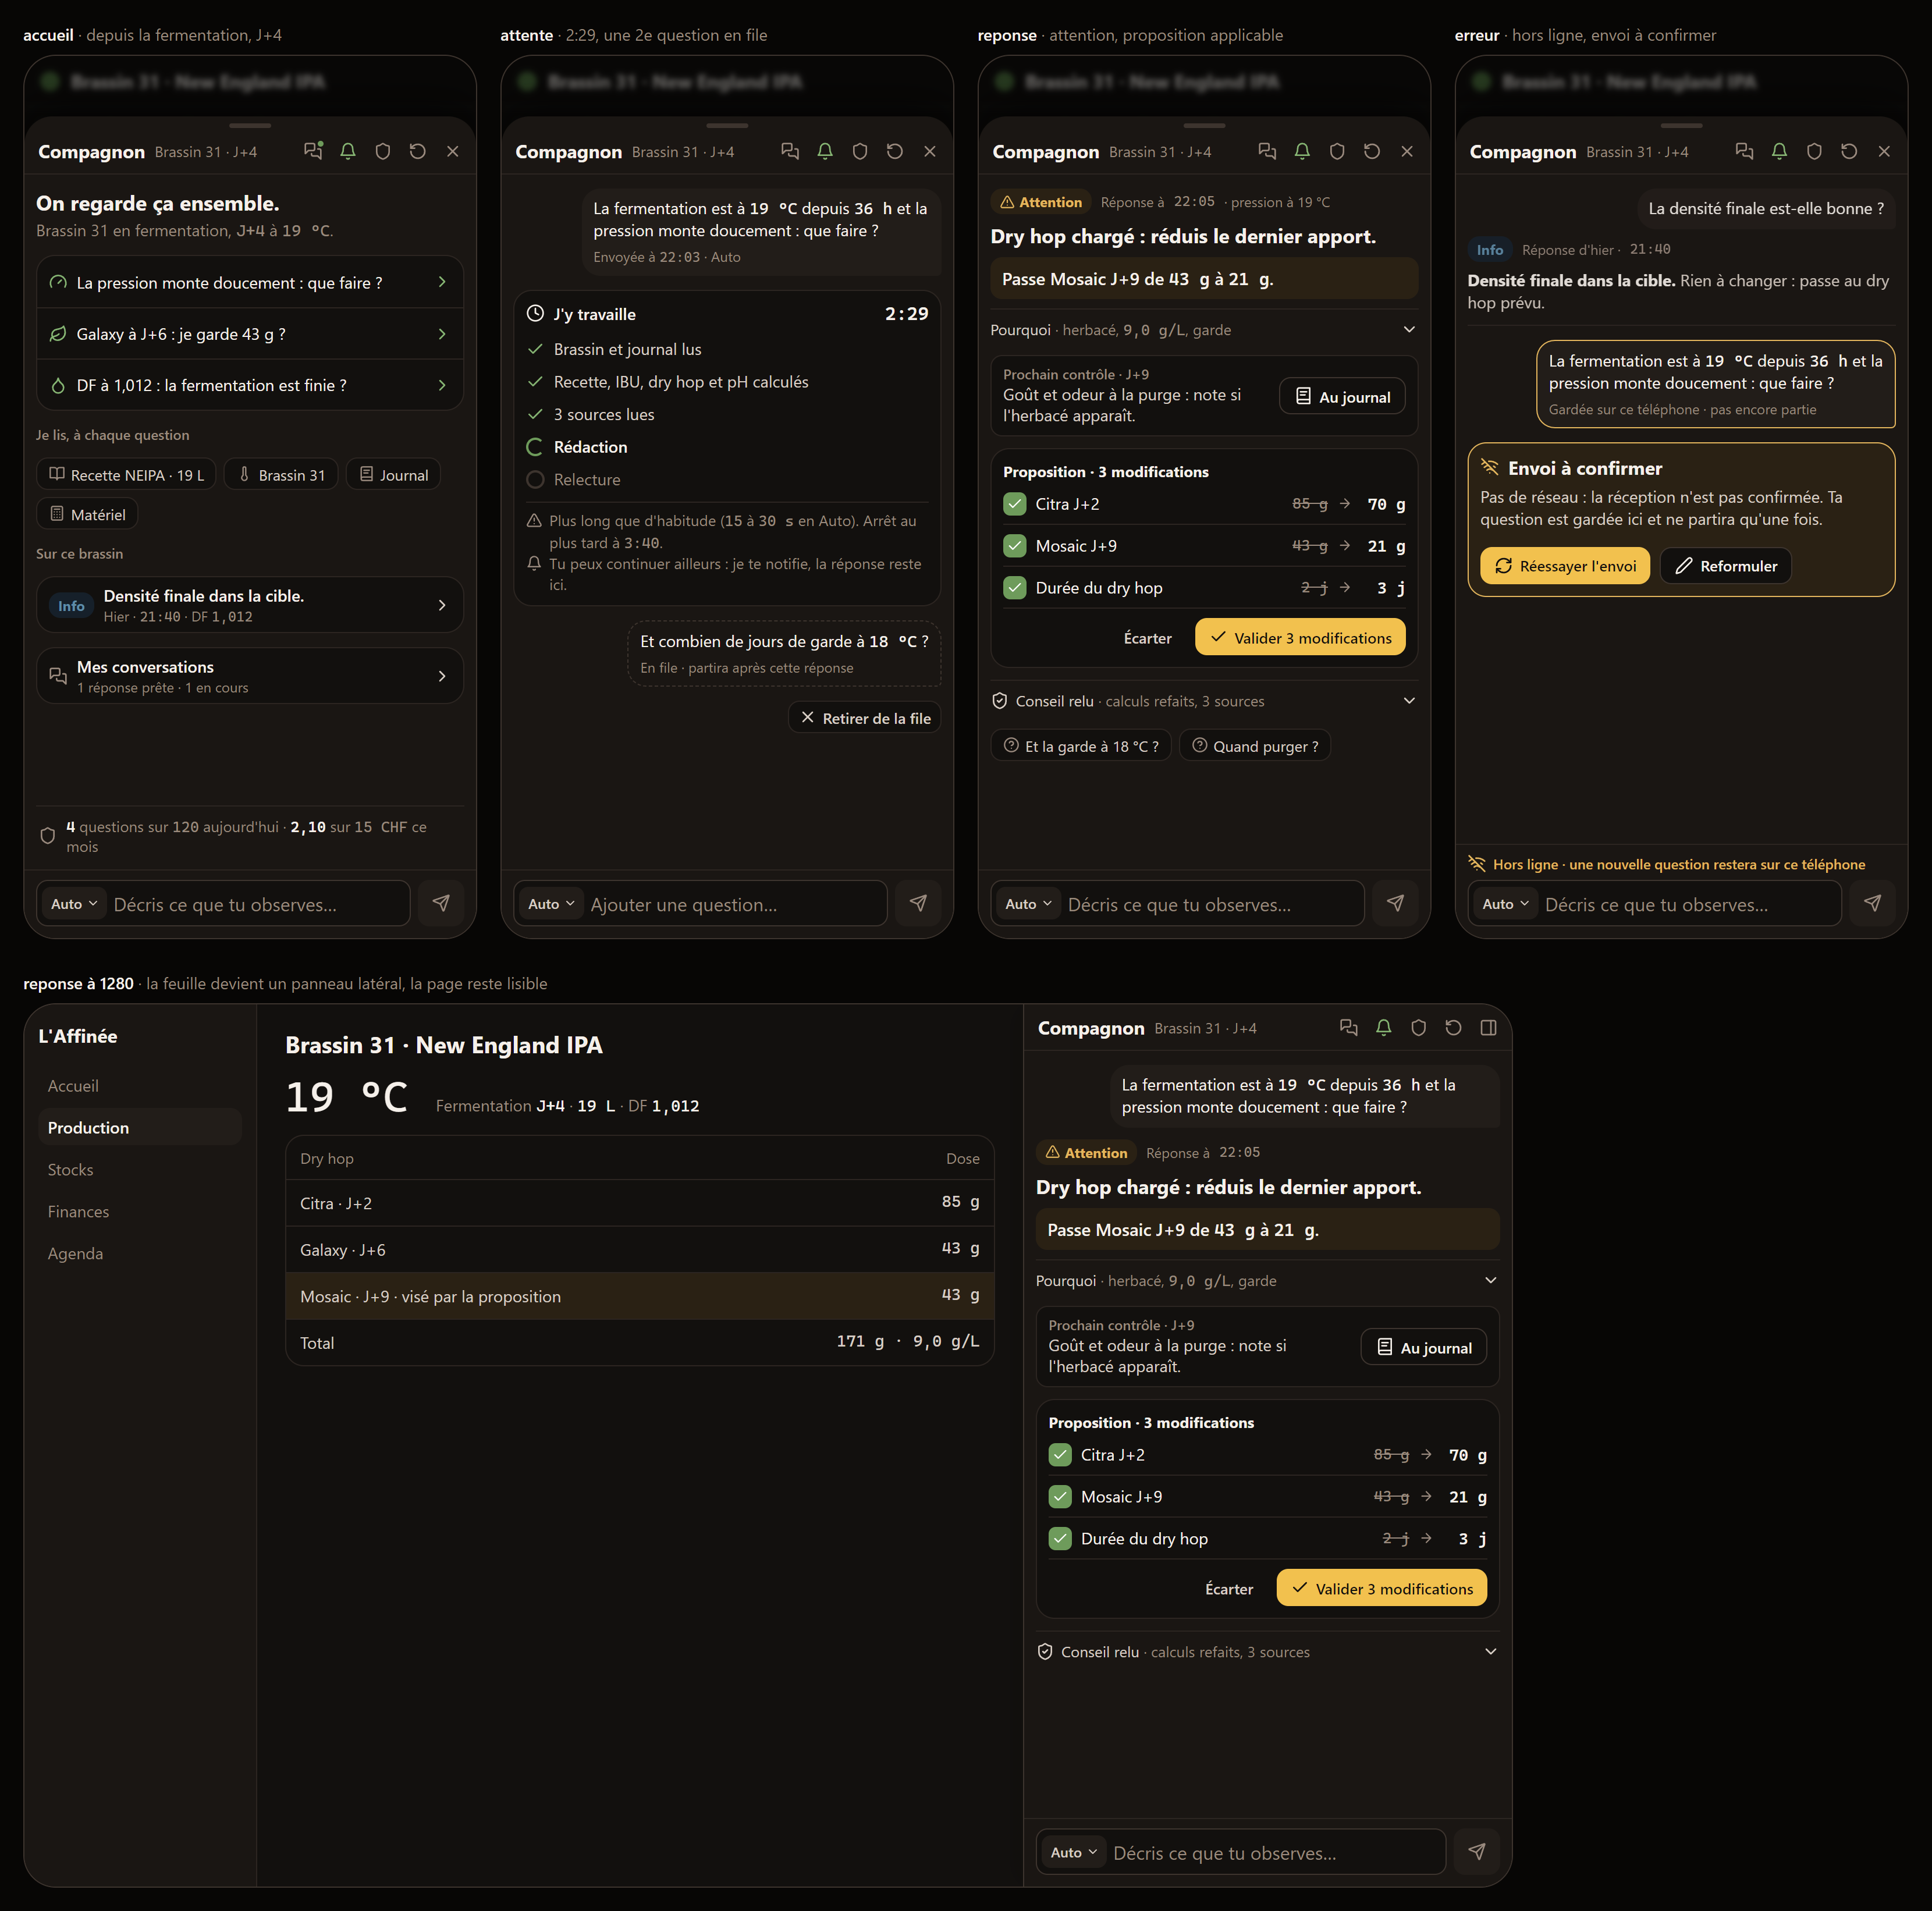 accueil · depuis la fermentation, J+4
Brassin 31 · New England IPA
Compagnon Brassin 31 · J+4
On regarde ça ensemble.
Brassin 31 en fermentation, J+4 à 19 °C.
La pression monte doucement : que faire ?
Galaxy à J+6 : je garde 43 g ?
DF à 1,012 : la fermentation est finie ?
Je lis, à chaque question
Recette NEIPA · 19 L
Brassin 31
Journal
Matériel
Sur ce brassin
Info
Densité finale dans la cible.
Hier · 21:40 · DF 1,012
Mes conversations
1 réponse prête · 1 en cours
4 questions sur 120 aujourd'hui · 2,10 sur 15 CHF ce
mois
Auto
Décris ce que tu observes...
attente · 2:29, une 2e question en file
Brassin 31 · New England IPA
Compagnon Brassin 31 · J+4
La fermentation est à 19 °C depuis 36 h et la
pression monte doucement : que faire ?
Envoyée à 22:03 · Auto
J'y travaille 2:29
Brassin et journal lus
Recette, IBU, dry hop et pH calculés
3 sources lues
Rédaction
Relecture
Plus long que d'habitude (15 à 30 s en Auto). Arrêt au
plus tard à 3:40.
Tu peux continuer ailleurs : je te notifie, la réponse reste
ici.
Et combien de jours de garde à 18 °C ?
En file · partira après cette réponse
Retirer de la file
Auto
Ajouter une question...
reponse · attention, proposition applicable
Brassin 31 · New England IPA
Compagnon Brassin 31 · J+4
Attention Réponse à 22:05 · pression à 19 °C
Dry hop chargé : réduis le dernier apport.
Passe Mosaic J+9 de 43 g à 21 g.
Pourquoi · herbacé, 9,0 g/L, garde
Prochain contrôle · J+9
Goût et odeur à la purge : note si
l'herbacé apparaît.
Au journal
Proposition · 3 modifications
Citra J+2 85 g → 70 g
Mosaic J+9 43 g → 21 g
Durée du dry hop 2 j → 3 j
Écarter
Valider 3 modifications
Conseil relu · calculs refaits, 3 sources
Et la garde à 18 °C ?
Quand purger ?
Auto
Décris ce que tu observes...
erreur · hors ligne, envoi à confirmer
Brassin 31 · New England IPA
Compagnon Brassin 31 · J+4
La densité finale est-elle bonne ?
Info Réponse d'hier · 21:40
Densité finale dans la cible. Rien à changer : passe au dry
hop prévu.
La fermentation est à 19 °C depuis 36 h et la
pression monte doucement : que faire ?
Gardée sur ce téléphone · pas encore partie
Envoi à confirmer
Pas de réseau : la réception n'est pas confirmée. Ta
question est gardée ici et ne partira qu'une fois.
Réessayer l'envoi
Reformuler
Hors ligne · une nouvelle question restera sur ce téléphone
Auto
Décris ce que tu observes...
reponse à 1280 · la feuille devient un panneau latéral, la page reste lisible
L'Affinée
Accueil
Production
Stocks
Finances
Agenda
Brassin 31 · New England IPA
19 °C Fermentation J+4 · 19 L · DF 1,012
Dry hop Dose
Citra · J+2 85 g
Galaxy · J+6 43 g
Mosaic · J+9 · visé par la proposition 43 g
Total 171 g · 9,0 g/L
Compagnon Brassin 31 · J+4
La fermentation est à 19 °C depuis 36 h et la
pression monte doucement : que faire ?
Attention Réponse à 22:05
Dry hop chargé : réduis le dernier apport.
Passe Mosaic J+9 de 43 g à 21 g.
Pourquoi · herbacé, 9,0 g/L, garde
Prochain contrôle · J+9
Goût et odeur à la purge : note si
l'herbacé apparaît.
Au journal
Proposition · 3 modifications
Citra J+2 85 g → 70 g
Mosaic J+9 43 g → 21 g
Durée du dry hop 2 j → 3 j
Écarter
Valider 3 modifications
Conseil relu · calculs refaits, 3 sources
Auto
Décris ce que tu observes...